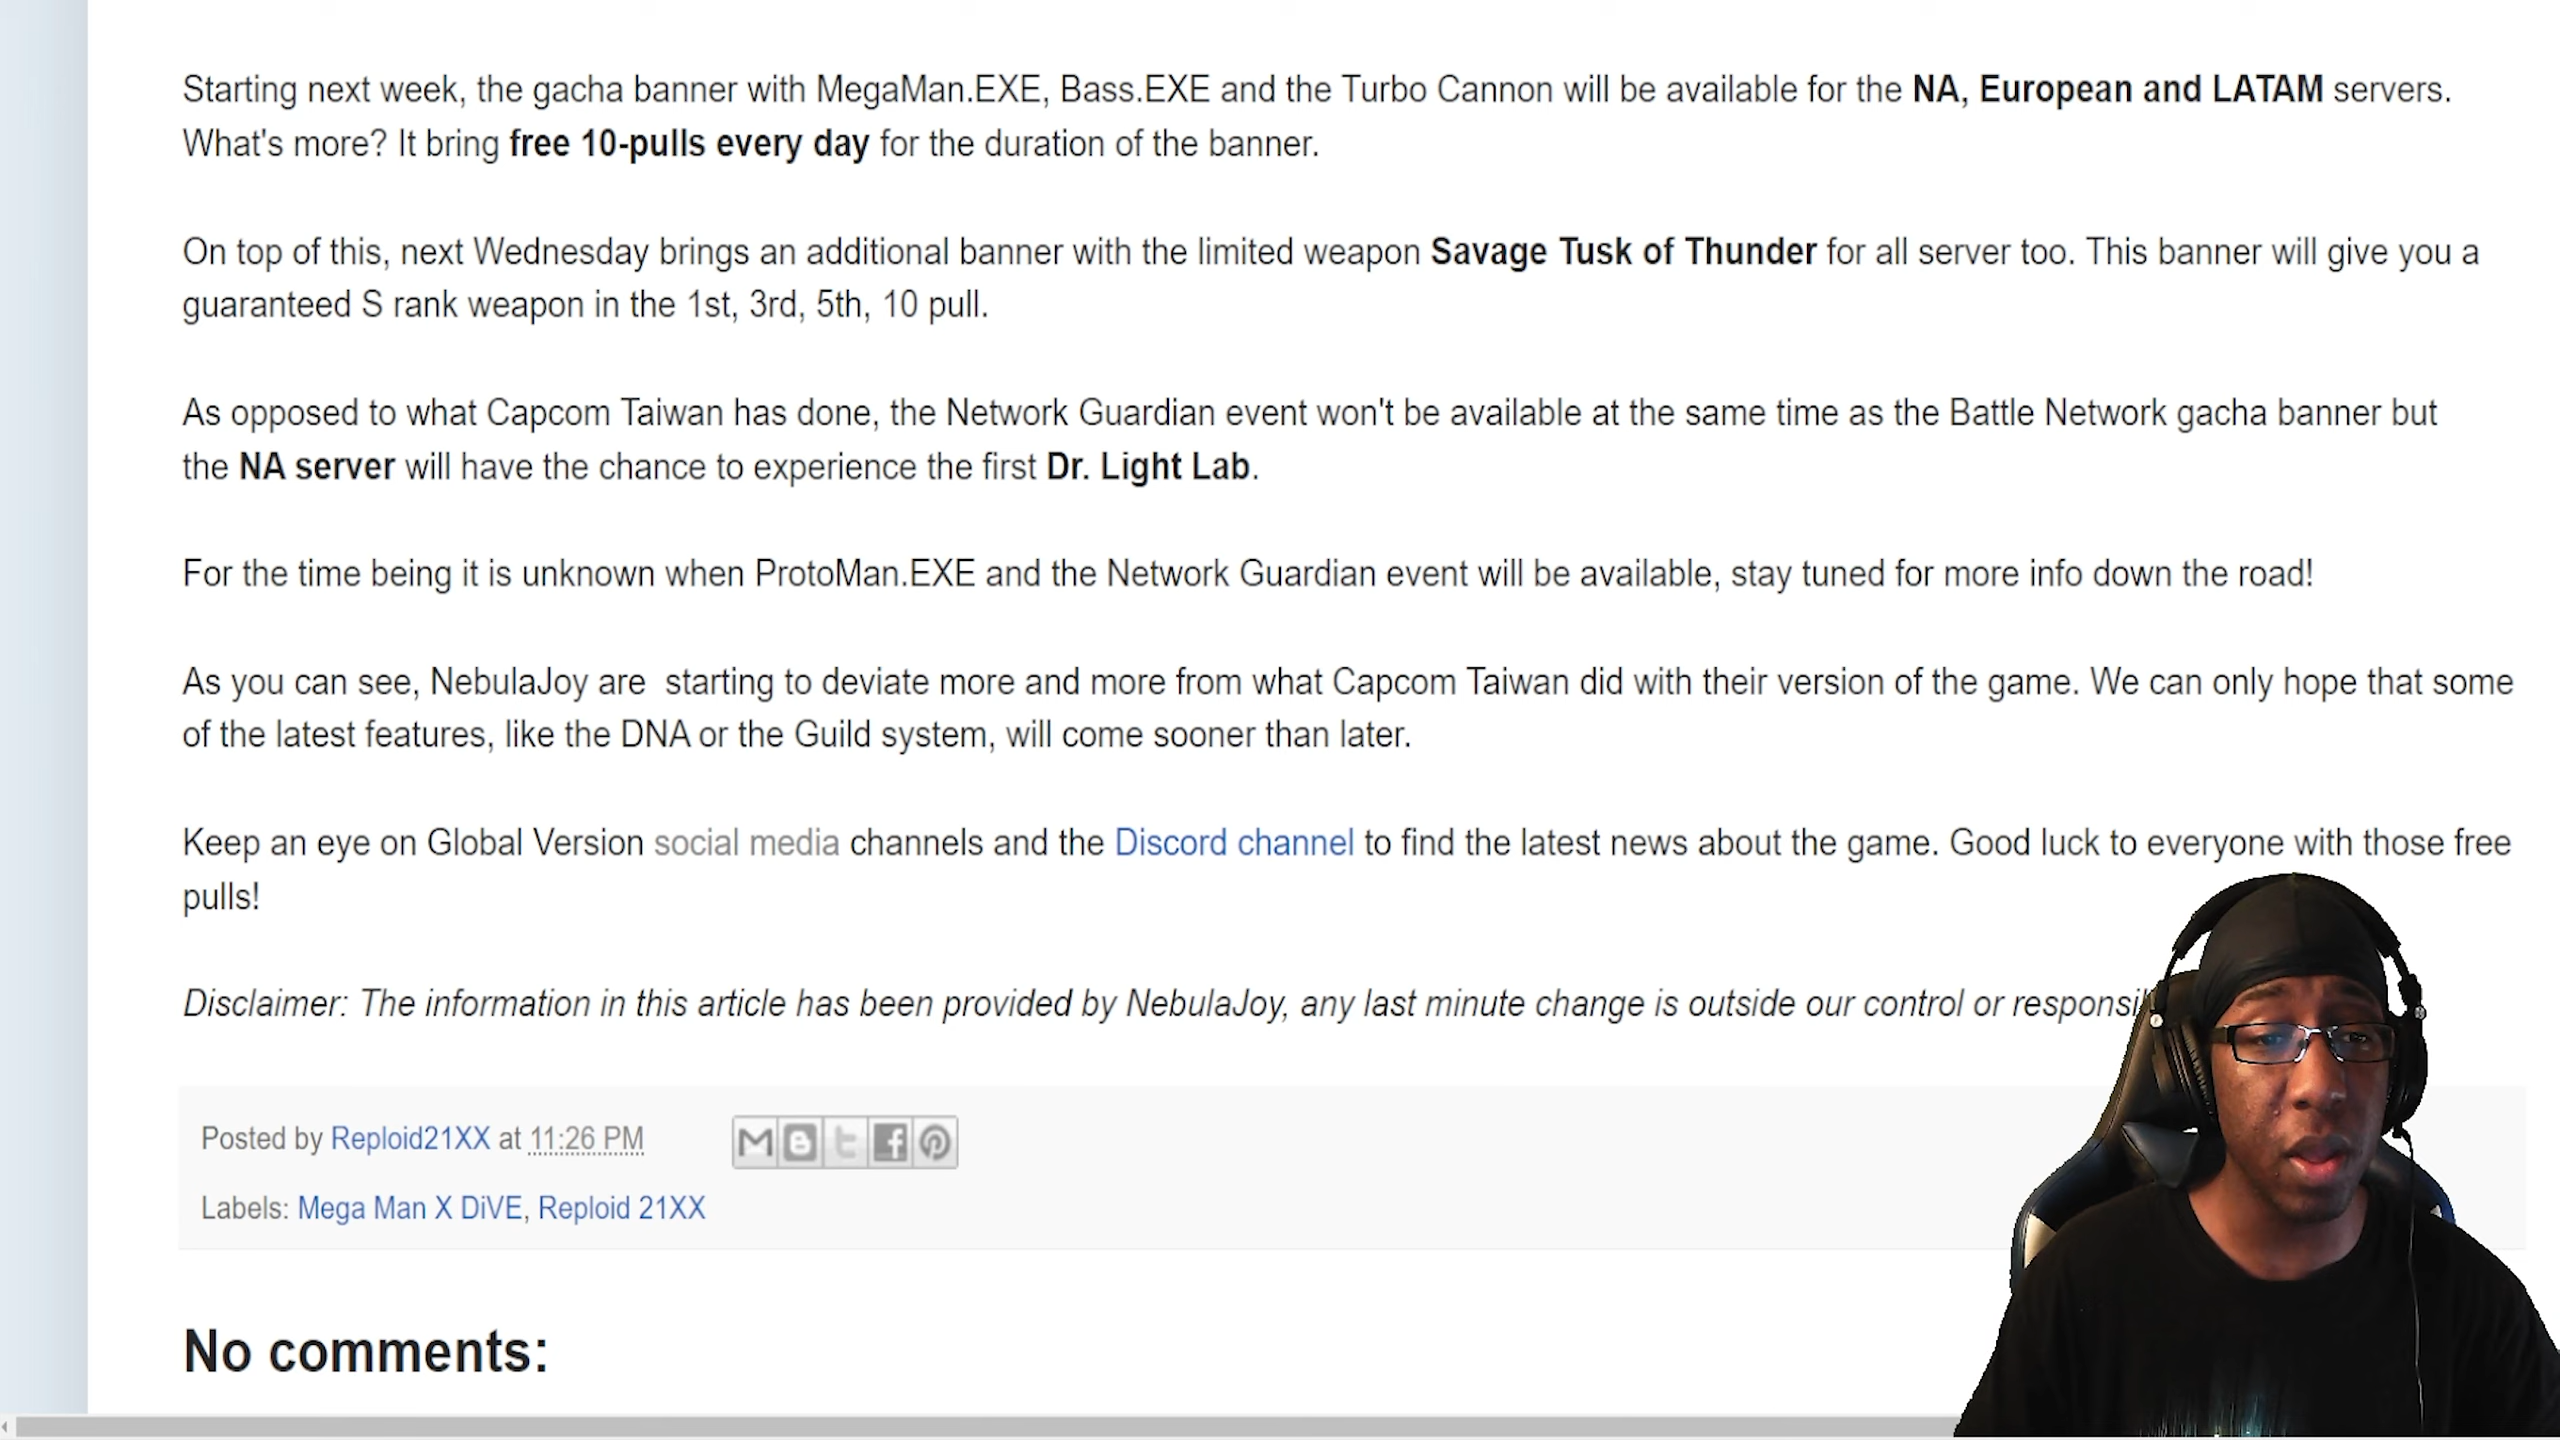 Starting next week, the gacha banner with MegaMan.EXE, Bass.EXE and the Turbo Cannon will be available for the NA, European and LATAM servers.
What's more? It bring free 10-pulls every day for the duration of the banner.
On top of this, next Wednesday brings an additional banner with the limited weapon Savage Tusk of Thunder for all server too. This banner will give you a
guaranteed S rank weapon in the 1st, 3rd, 5th, 10 pull.
As opposed to what Capcom Taiwan has done, the Network Guardian event won't be available at the same time as the Battle Network gacha banner but
the NA server will have the chance to experience the first Dr. Light Lab.
For the time being it is unknown when ProtoMan.EXE and the Network Guardian event will be available, stay tuned for more info down the road!
As you can see, NebulaJoy are starting to deviate more and more from what Capcom Taiwan did with their version of the game. We can only hope that some
of the latest features, like the DNA or the Guild system, will come sooner than later.
Keep an eye on Global Version social media channels and the Discord channel to find the latest news about the game. Good luck to everyone with those free
pulls!
Disclaimer: The information in this article has been provided by NebulaJoy, any last minute change is outside our control or
Posted by Reploid21XX at 11:26 PM
Labels: Mega Man X DiVE, Reploid 21XX
No comments: